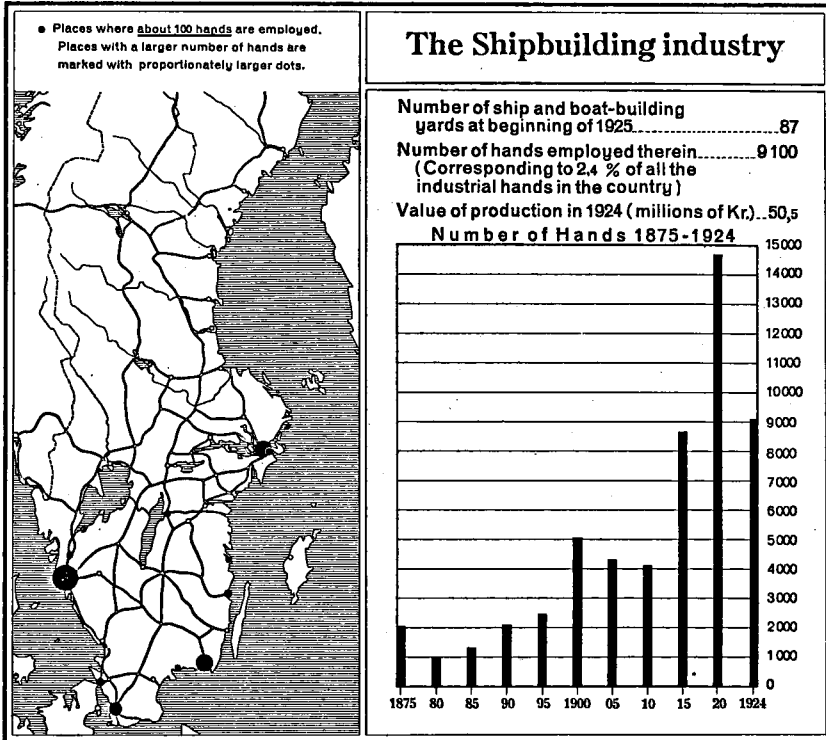 • Places where about 100 hands are employed.
Places with a larger number of hands are
marked with proportionately larger dots.
The Shipbuilding industry
Number of ship and boat-building
yards at beginning of 1925..............................87
Number of hands employed therein...........9100
(Corresponding to 2,4 % of all the
industrial hands in the country)
Value of production in 1924 (millions of Kr.)..50,5
Number of Hands 1875-1924
15000
14000
13000
12000
11000
10000
9000
8000
7000
6000
5000
4000
3000
2000
1000
0
1875 80 85 90 95 1900 05 10 15 20 1924